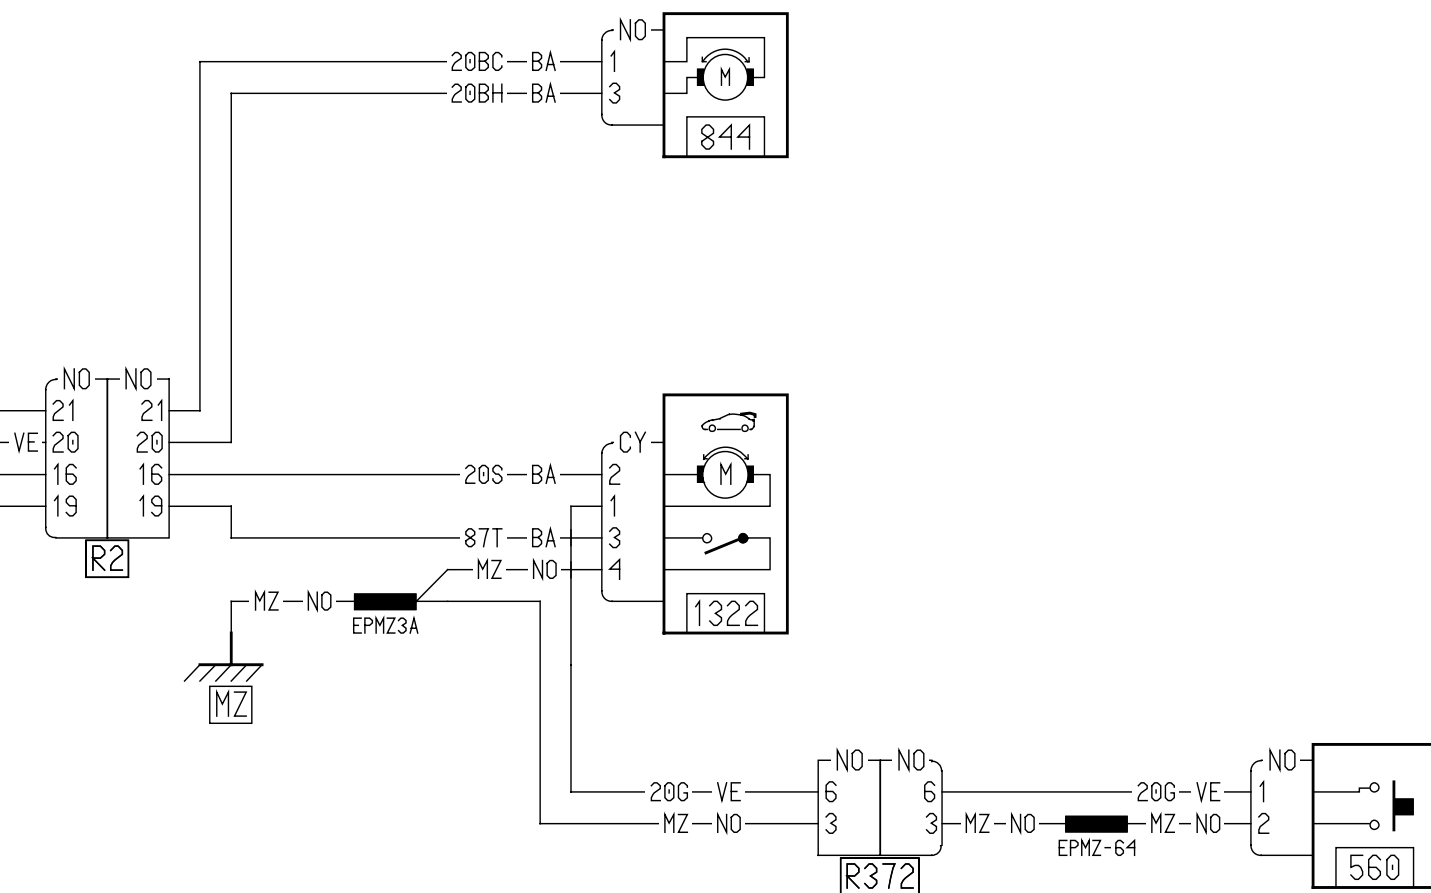 NO
20BC BA 1
20BH BA 3
M
844
NO NO
21 21
VE 20 20
16 16
19 19
R2
CY
20S BA 2
M
1
87T BA 3
MZ NO 4
1322
MZ NO
EPMZ3A
MZ
NO NO NO
20G VE 6 6 20G VE 1
MZ NO 3 3 MZ NO MZ NO 2
EPMZ-64
R372
560